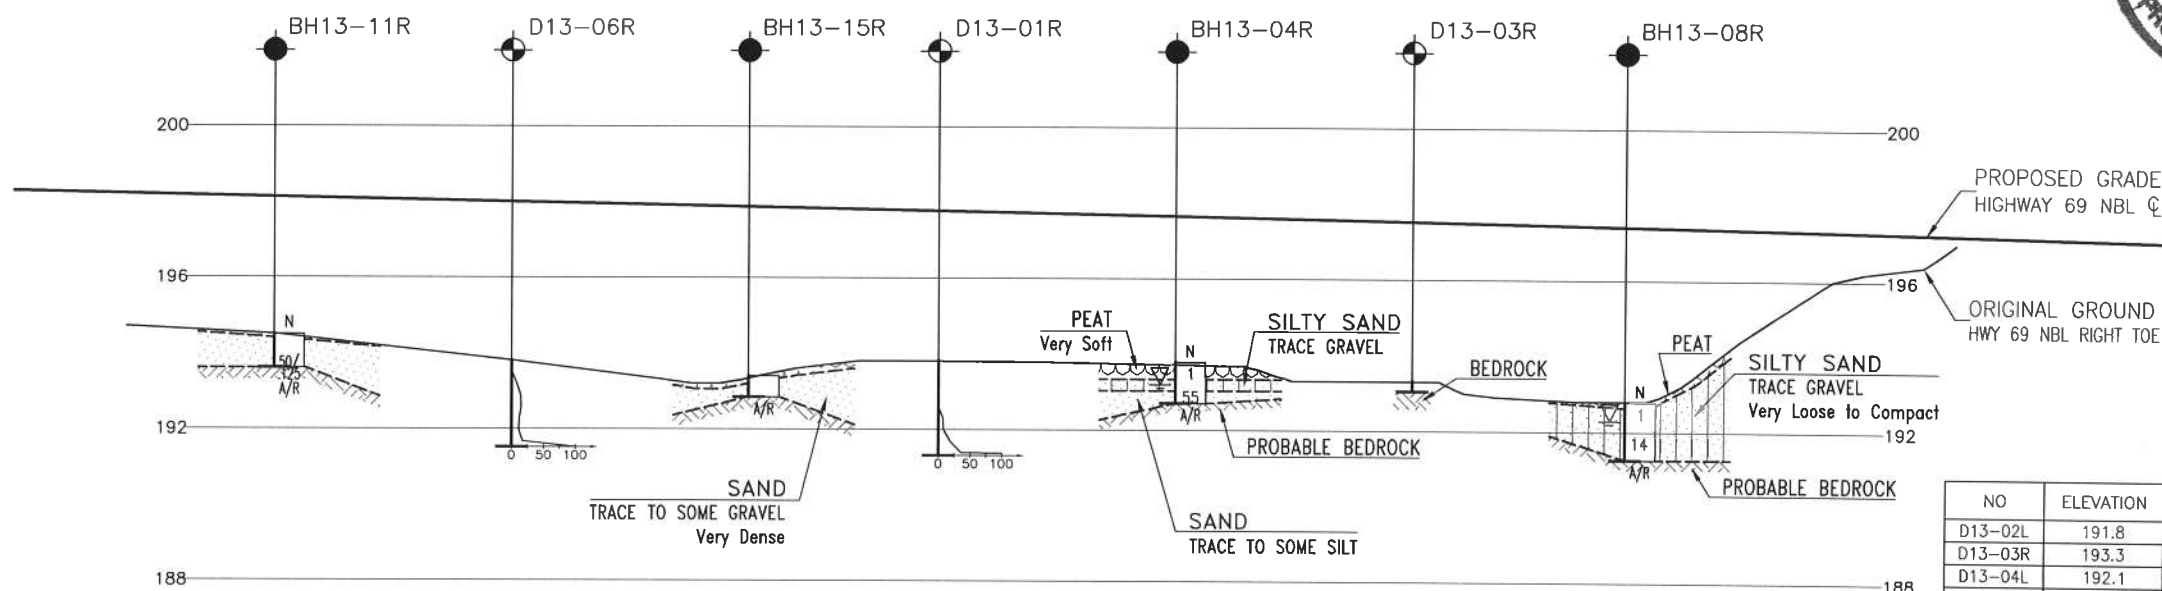 BH13-11R
D13-06R
BH13-15R
D13-01R
BH13-04R
D13-03R
BH13-08R
200
200
PROPOSED GRADE
HIGHWAY 69 NBL ℄
196
196
ORIGINAL GROUND
HWY 69 NBL RIGHT TOE
N
50/
.125
A/R
A/R
PEAT
Very Soft
N
1
55
A/R
SILTY SAND
TRACE GRAVEL
BEDROCK
PEAT
N
1
14
A/R
SILTY SAND
TRACE GRAVEL
Very Loose to Compact
192
192
0 50 100
0 50 100
PROBABLE BEDROCK
PROBABLE BEDROCK
SAND
TRACE TO SOME GRAVEL
Very Dense
SAND
TRACE TO SOME SILT
188
188
NO ELEVATION
D13-02L 191.8
D13-03R 193.3
D13-04L 192.1